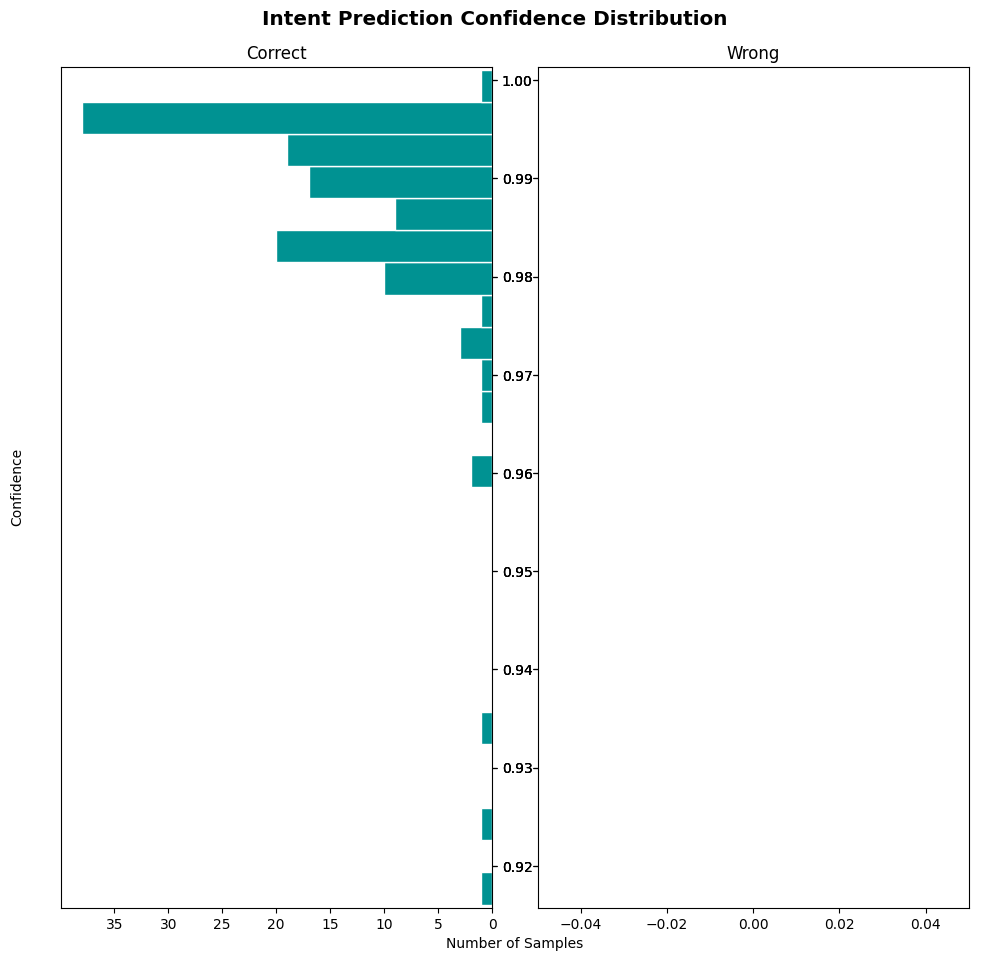 Intent Prediction Confidence Distribution
Correct
Wrong
1.00
0.99
0.98
0.97
0.96
0.95
0.94
0.93
0.92
Confidence
35 30 25 20 15 10 5 0
−0.04 −0.02 0.00 0.02 0.04
Number of Samples